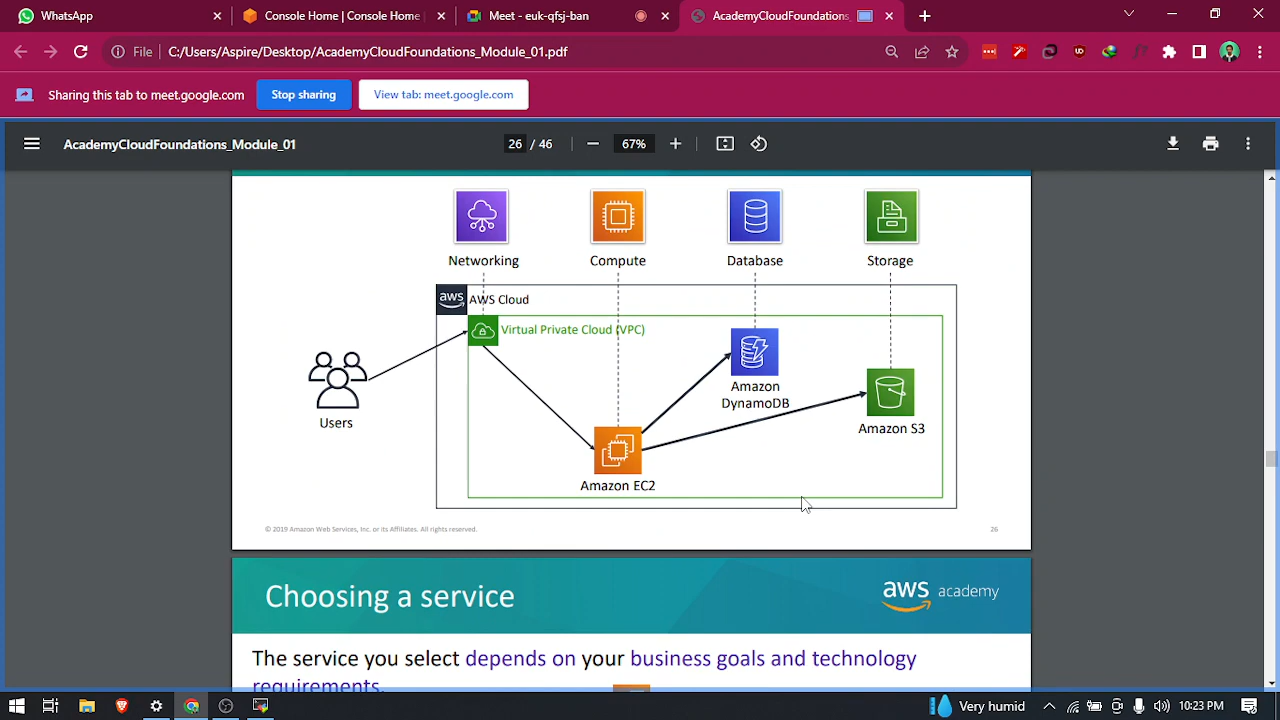 WhatsApp
Console Home | Console Home
Meet - euk-qfsj-ban
AcademyCloudFoundations_
File
C:/Users/Aspire/Desktop/AcademyCloudFoundations_Module_01.pdf
Sharing this tab to meet.google.com
Stop sharing
View tab: meet.google.com
AcademyCloudFoundations_Module_01
26 / 46
67%
Networking
Compute
Database
Storage
aws
AWS Cloud
Virtual Private Cloud (VPC)
Users
Amazon
DynamoDB
Amazon S3
Amazon EC2
© 2019 Amazon Web Services, Inc. or its Affiliates. All rights reserved.
26
Choosing a service
aws academy
The service you select depends on your business goals and technology
requirements.
Very humid
10:23 PM